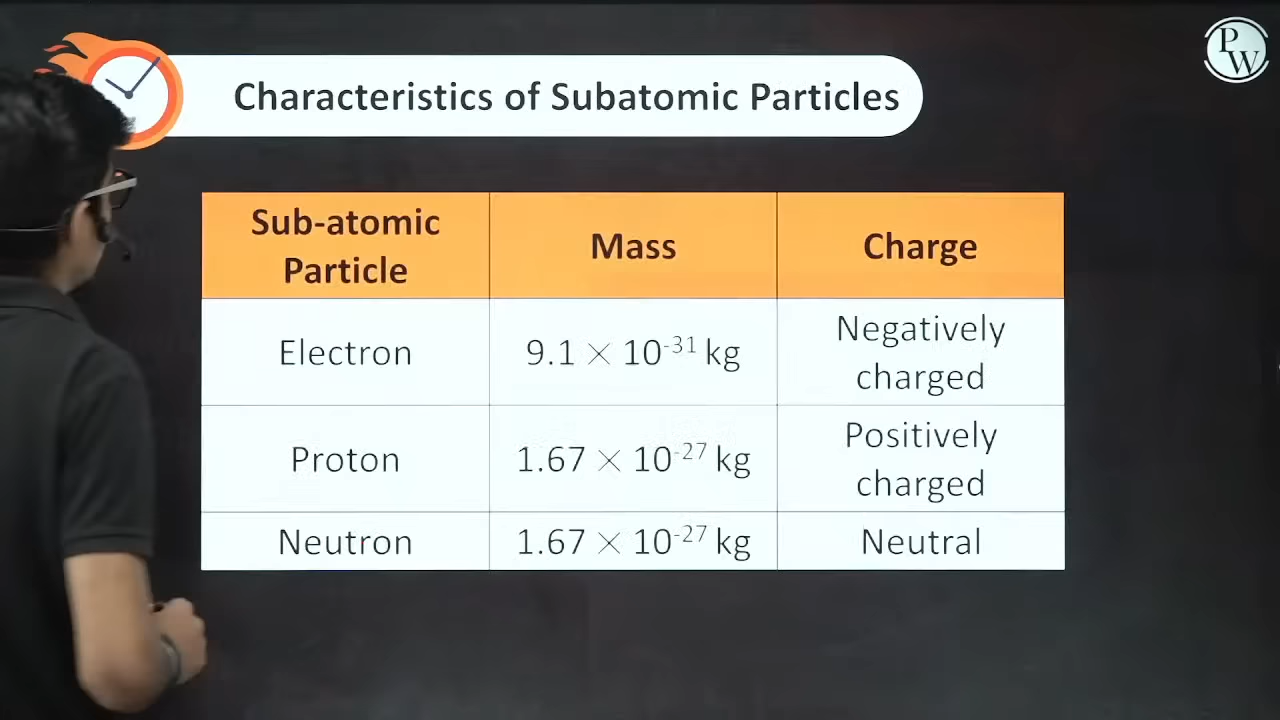 Characteristics of Subatomic Particles
PW
Sub-atomic
Particle
Mass
Charge
Electron
9.1 × 10⁻³¹ kg
Negatively
charged
Proton
1.67 × 10⁻²⁷ kg
Positively
charged
Neutron
1.67 × 10⁻²⁷ kg
Neutral